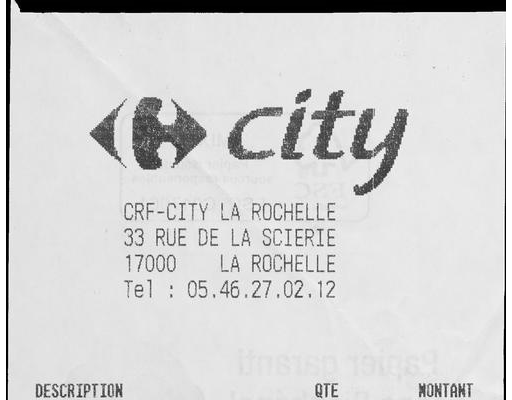 city
CRF-CITY LA ROCHELLE
33 RUE DE LA SCIERIE
17000 LA ROCHELLE
Tel : 05.46.27.02.12
Papier garanti
DESCRIPTION QTE MONTANT